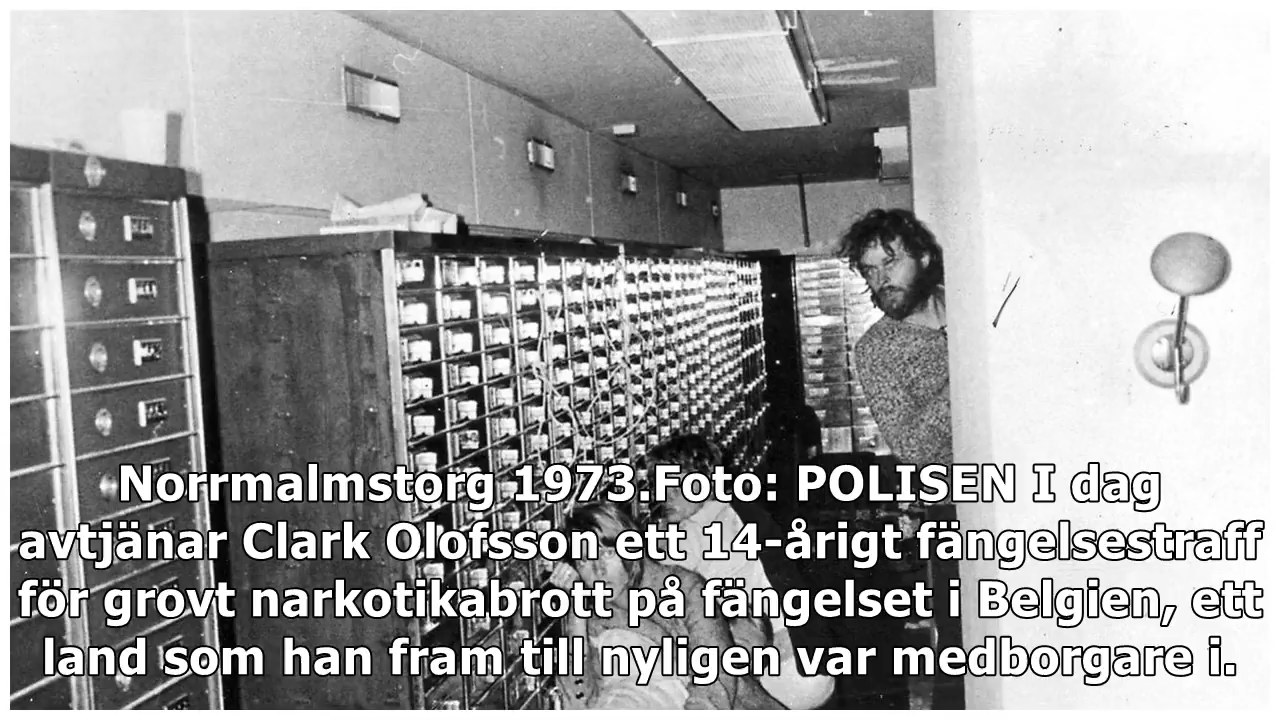 Norrmalmstorg 1973.Foto: POLISEN I dag
avtjänar Clark Olofsson ett 14-årigt fängelsestraff
för grovt narkotikabrott på fängelset i Belgien, ett
land som han fram till nyligen var medborgare i.